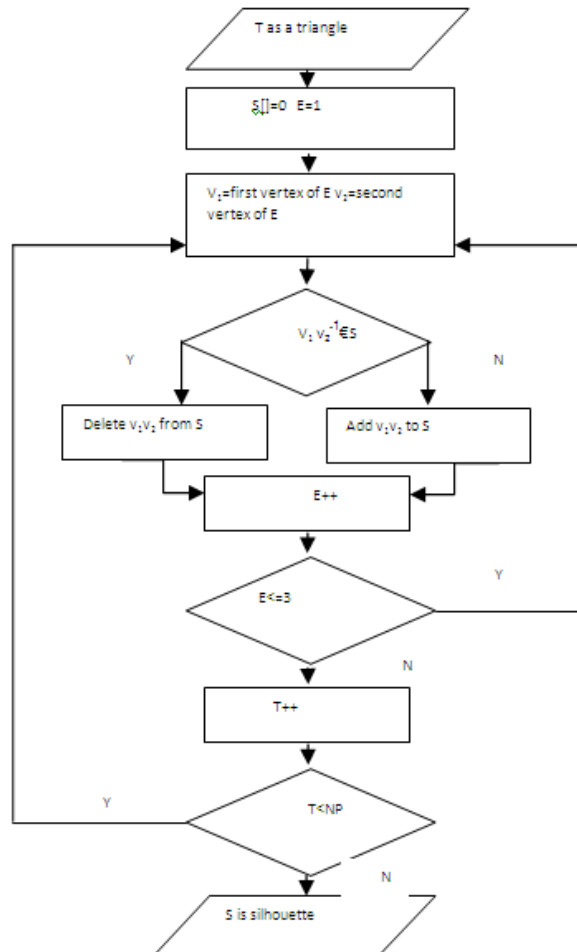 T as a triangle
S[]=0 E=1
V₁=first vertex of E v₂=second
vertex of E
V₁ v₂⁻¹€S
Y
N
Delete v₁v₂ from S
Add v₁v₂ to S
E++
E<=3
Y
N
T++
T<NP
Y
N
S is silhouette